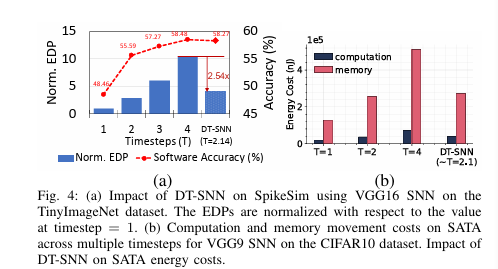 Norm. EDP
15
10
5
0
48.46
55.59
57.27
58.48
58.27
2.54x
60
55
50
45
Accuracy (%)
1 2 3 4 DT-SNN
Timesteps (T) (T=2.14)
Norm. EDP Software Accuracy (%)
(a)
1e5
Energy Cost (nJ)
4
2
0
computation
memory
T=1 T=2 T=4 DT-SNN
(~T=2.1)
(b)
Fig. 4: (a) Impact of DT-SNN on SpikeSim using VGG16 SNN on the
TinyImageNet dataset. The EDPs are normalized with respect to the value
at timestep = 1. (b) Computation and memory movement costs on SATA
across multiple timesteps for VGG9 SNN on the CIFAR10 dataset. Impact of
DT-SNN on SATA energy costs.